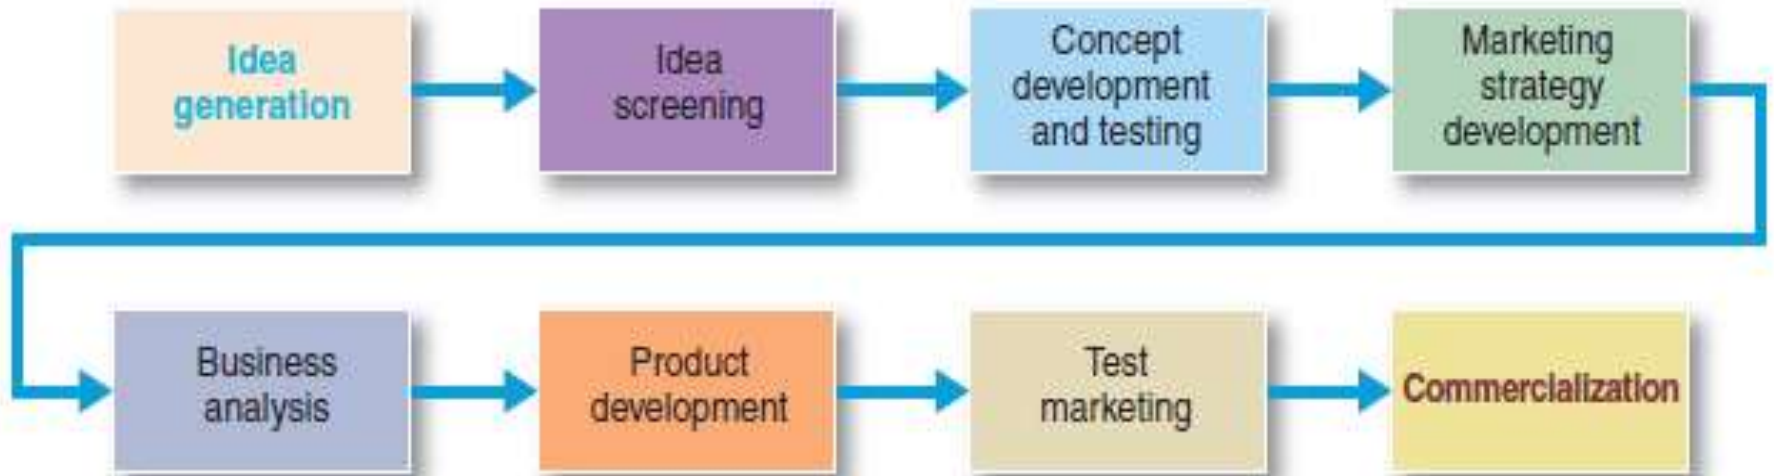 Idea
generation
Idea
screening
Concept
development
and testing
Marketing
strategy
development
Business
analysis
Product
development
Test
marketing
Commercialization